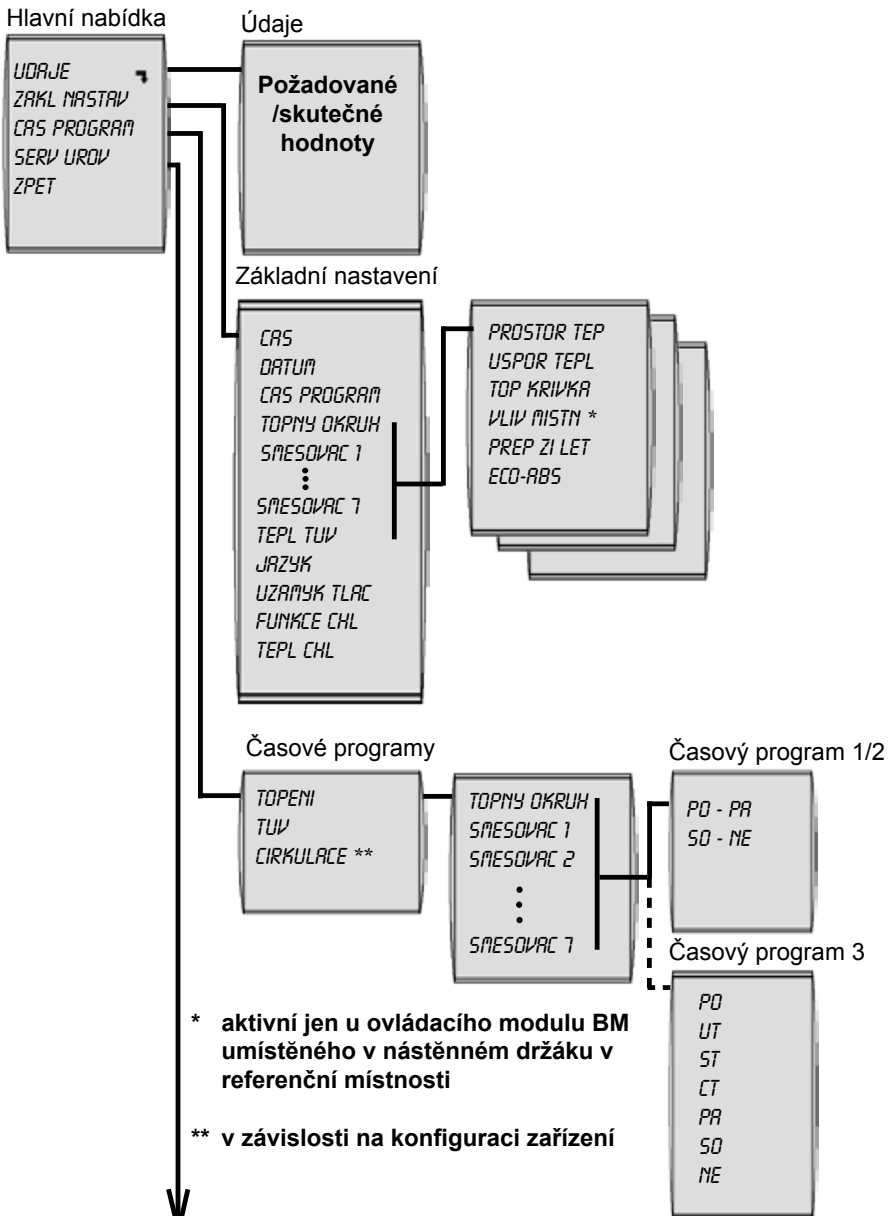 Hlavní nabídka
UDAJE
ZAKL NASTAV
CAS PROGRAM
SERV UROV
ZPET
Údaje
Požadované
/skutečné
hodnoty
Základní nastavení
CAS
DATUM
CAS PROGRAM
TOPNY OKRUH
SMESOVAC 1
SMESOVAC 7
TEPL TUV
JAZYK
UZAMYK TLAC
FUNKCE CHL
TEPL CHL
PROSTOR TEP
USPOR TEPL
TOP KRIVKA
VLIV MISTN *
PREP ZI LET
ECO-ABS
Časové programy
TOPENI
TUV
CIRKULACE **
TOPNY OKRUH
SMESOVAC 1
SMESOVAC 2
SMESOVAC 7
Časový program 1/2
PO - PA
SO - NE
Časový program 3
PO
UT
ST
CT
PA
SO
NE
* aktivní jen u ovládacího modulu BM
umístěného v nástěnném držáku v
referenční místnosti
** v závislosti na konfiguraci zařízení